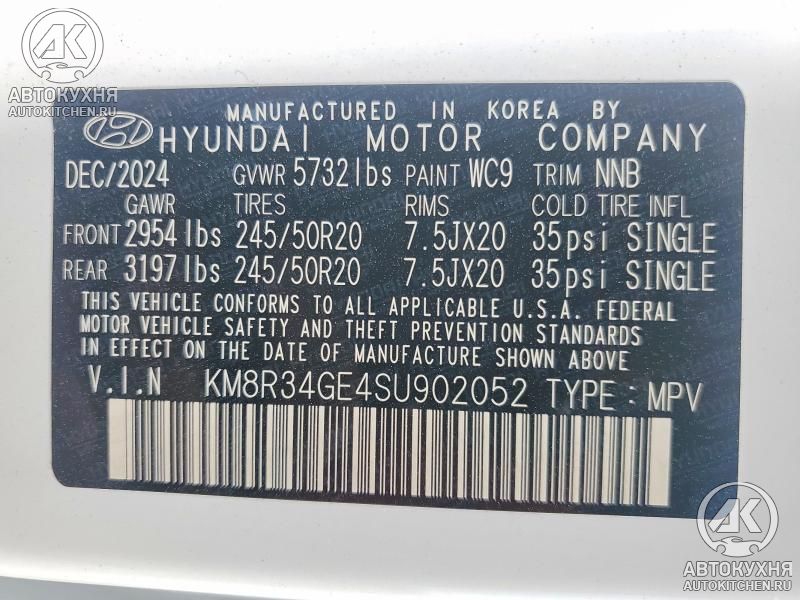 АВТОКУХНЯ
AUTOKITCHEN.RU
MANUFACTURED IN KOREA BY
HYUNDAI MOTOR COMPANY
DEC/2024 GVWR 5732lbs PAINT WC9 TRIM NNB
GAWR TIRES RIMS COLD TIRE INFL
FRONT 2954lbs 245/50R20 7.5JX20 35psi SINGLE
REAR 3197lbs 245/50R20 7.5JX20 35psi SINGLE
THIS VEHICLE CONFORMS TO ALL APPLICABLE U.S.A. FEDERAL
MOTOR VEHICLE SAFETY AND THEFT PREVENTION STANDARDS
IN EFFECT ON THE DATE OF MANUFACTURE SHOWN ABOVE
V.I.N KM8R34GE4SU902052 TYPE : MPV
АВТОКУХНЯ
AUTOKITCHEN.RU